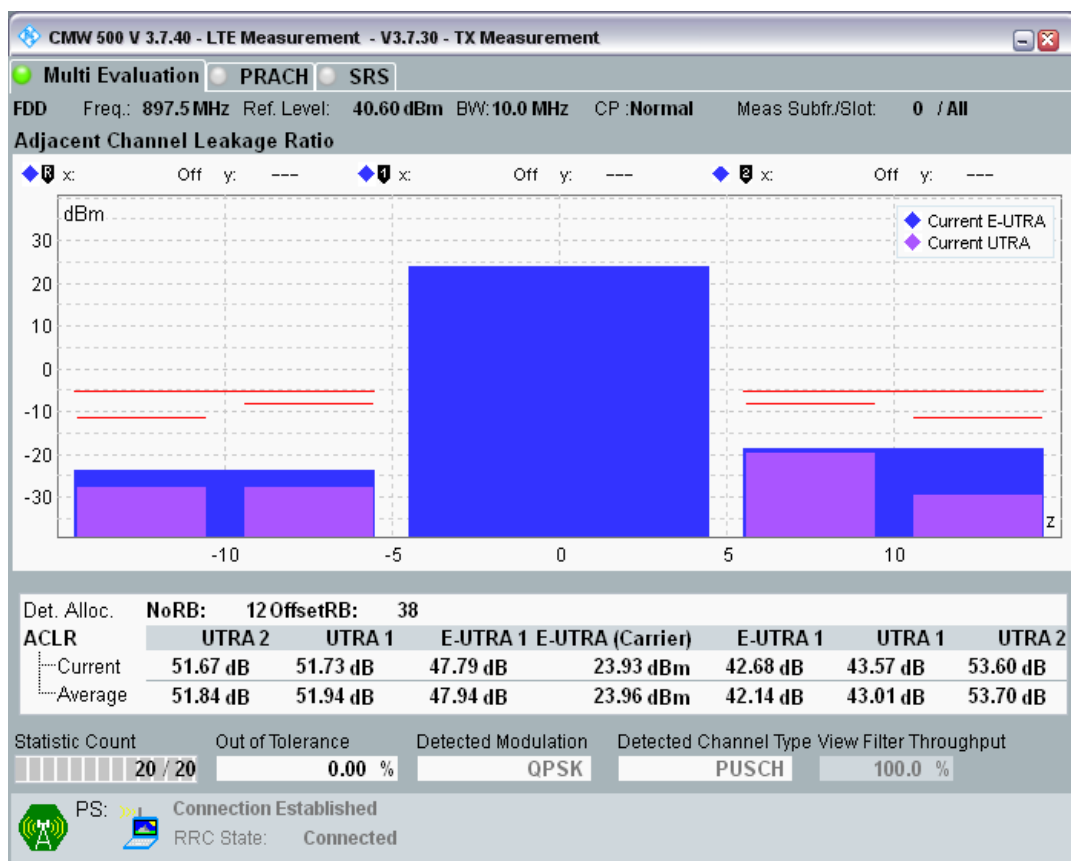 CMW 500 V 3.7.40 - LTE Measurement - V3.7.30 - TX Measurement
Multi Evaluation PRACH SRS
FDD Freq.: 897.5 MHz Ref. Level: 40.60 dBm BW: 10.0 MHz CP :Normal Meas Subfr./Slot: 0 / All
Adjacent Channel Leakage Ratio
R x: Off y: --- 1 x: Off y: --- 2 x: Off y: ---
dBm
Current E-UTRA
Current UTRA
30
20
10
0
-10
-20
-30
z
-10 -5 0 5 10
Det. Alloc. NoRB: 12 OffsetRB: 38
ACLR UTRA 2 UTRA 1 E-UTRA 1 E-UTRA (Carrier) E-UTRA 1 UTRA 1 UTRA 2
Current 51.67 dB 51.73 dB 47.79 dB 23.93 dBm 42.68 dB 43.57 dB 53.60 dB
Average 51.84 dB 51.94 dB 47.94 dB 23.96 dBm 42.14 dB 43.01 dB 53.70 dB
Statistic Count Out of Tolerance Detected Modulation Detected Channel Type View Filter Throughput
20 / 20 0.00 % QPSK PUSCH 100.0 %
PS: Connection Established
RRC State: Connected